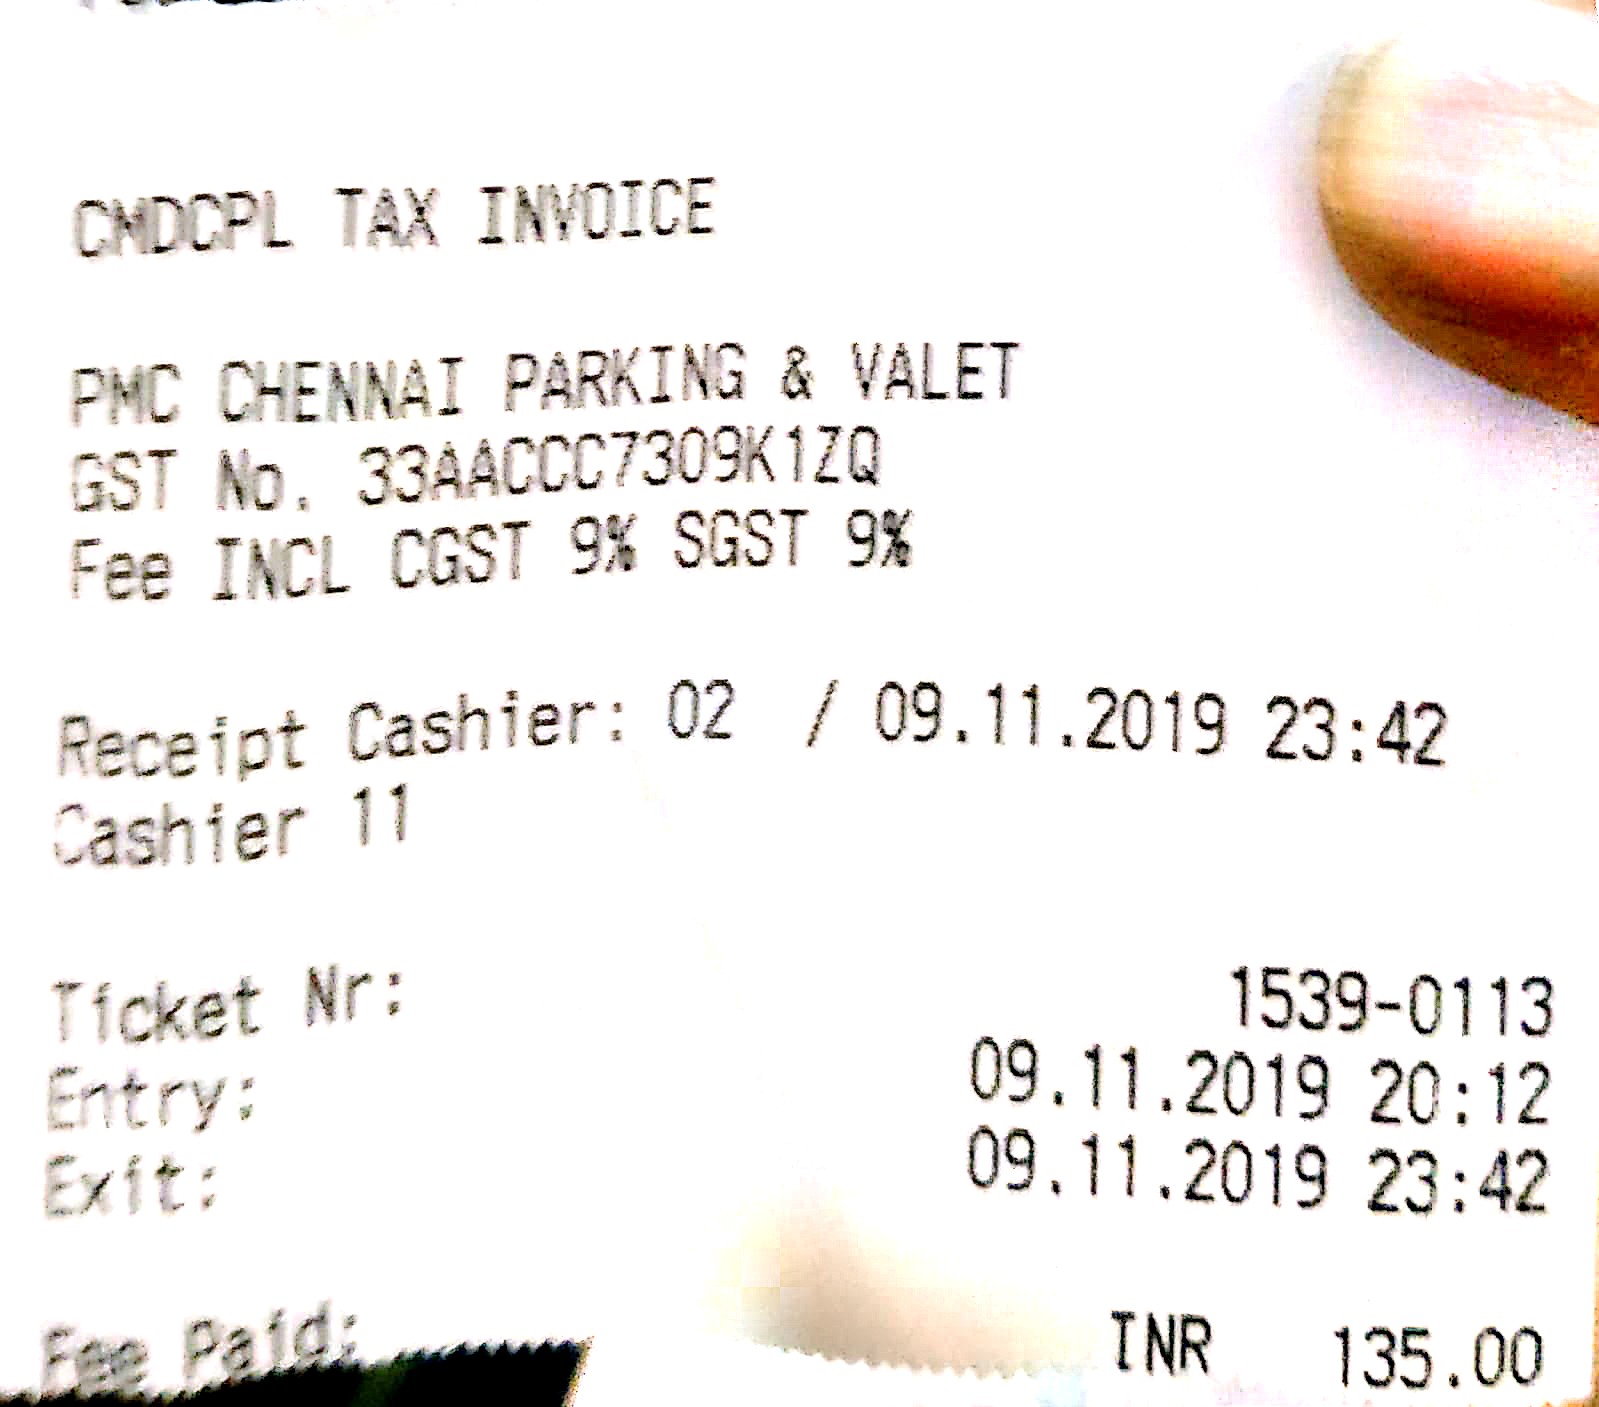 CMDCPL TAX INVOICE
PMC CHENNAI PARKING & VALET
GST No. 33AACCC7309K1ZQ
Fee INCL CGST 9% SGST 9%
Receipt Cashier: 02 / 09.11.2019 23:42
Cashier 11
Ticket Nr: 1539-0113
Entry: 09.11.2019 20:12
Exit: 09.11.2019 23:42
Fee Paid: INR 135.00